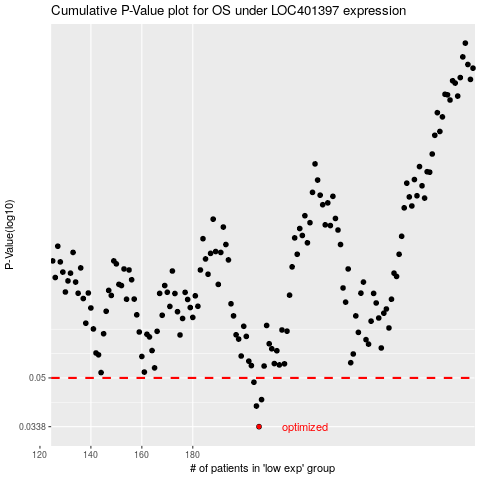 Cumulative P-Value plot for OS under LOC401397 expression
P-Value(log10)
0.05
0.0338
optimized
120 140 160 180
# of patients in 'low exp' group